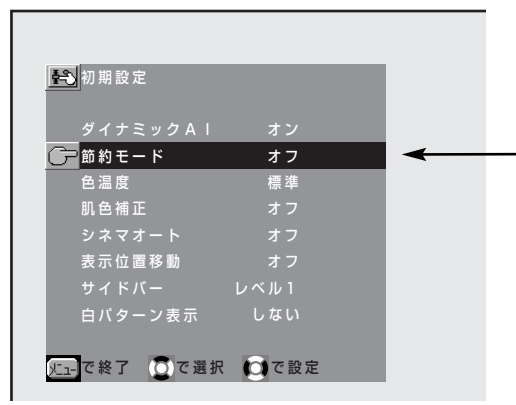 初期設定
ダイナミックAI オン
節約モード オフ
色温度 標準
肌色補正 オフ
シネマオート オフ
表示位置移動 オフ
サイドバー レベル1
白パターン表示 しない
メニューで終了 で選択 で設定